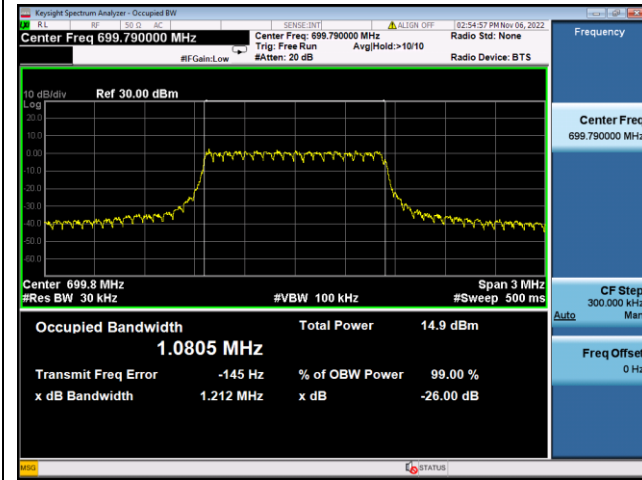 Keysight Spectrum Analyzer - Occupied BW
RL RF 50 Ω AC SENSE:INT ALIGN OFF 02:54:57 PM Nov 06, 2022
Center Freq 699.790000 MHz Center Freq: 699.790000 MHz Radio Std: None
Trig: Free Run Avg|Hold:>10/10
#IFGain:Low #Atten: 20 dB Radio Device: BTS
10 dB/div Ref 30.00 dBm
Log
20.0
10.0
0.00
-10.0
-20.0
-30.0
-40.0
-50.0
-60.0
Center 699.8 MHz Span 3 MHz
#Res BW 30 kHz #VBW 100 kHz #Sweep 500 ms
Occupied Bandwidth Total Power 14.9 dBm
1.0805 MHz
Transmit Freq Error -145 Hz % of OBW Power 99.00 %
x dB Bandwidth 1.212 MHz x dB -26.00 dB
MSG STATUS
Frequency
Center Freq
699.790000 MHz
CF Step
300.000 kHz
Auto Man
Freq Offset
0 Hz